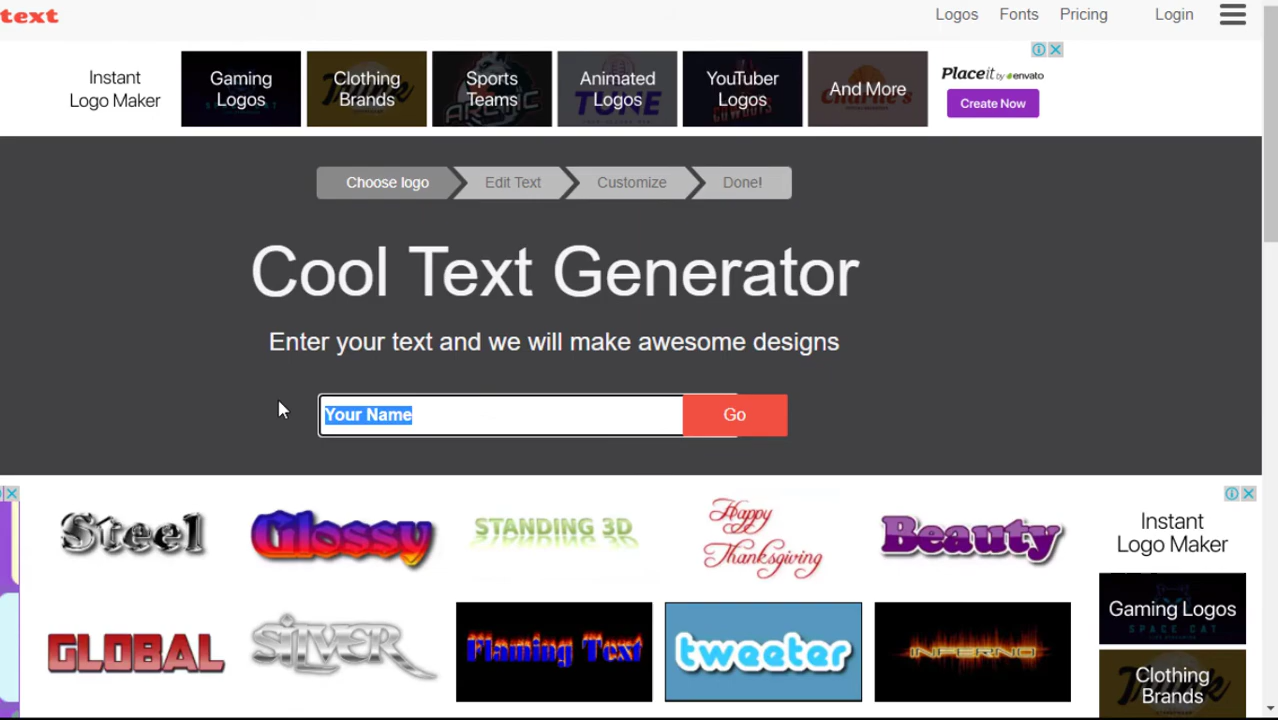 text
Logos Fonts Pricing Login
Instant
Logo Maker
Gaming
Logos
Clothing
Brands
Sports
Teams
Animated
Logos
YouTuber
Logos
And More
Placeit by envato
Create Now
Choose logo Edit Text Customize Done!
Cool Text Generator
Enter your text and we will make awesome designs
Your Name Go
Steel
Glossy
STANDING 3D
Happy
Thanksgiving
Beauty
Instant
Logo Maker
GLOBAL
SILVER
Flaming Text
tweeter
INFERNO
Gaming Logos
SPACE CAT
Clothing
Brands